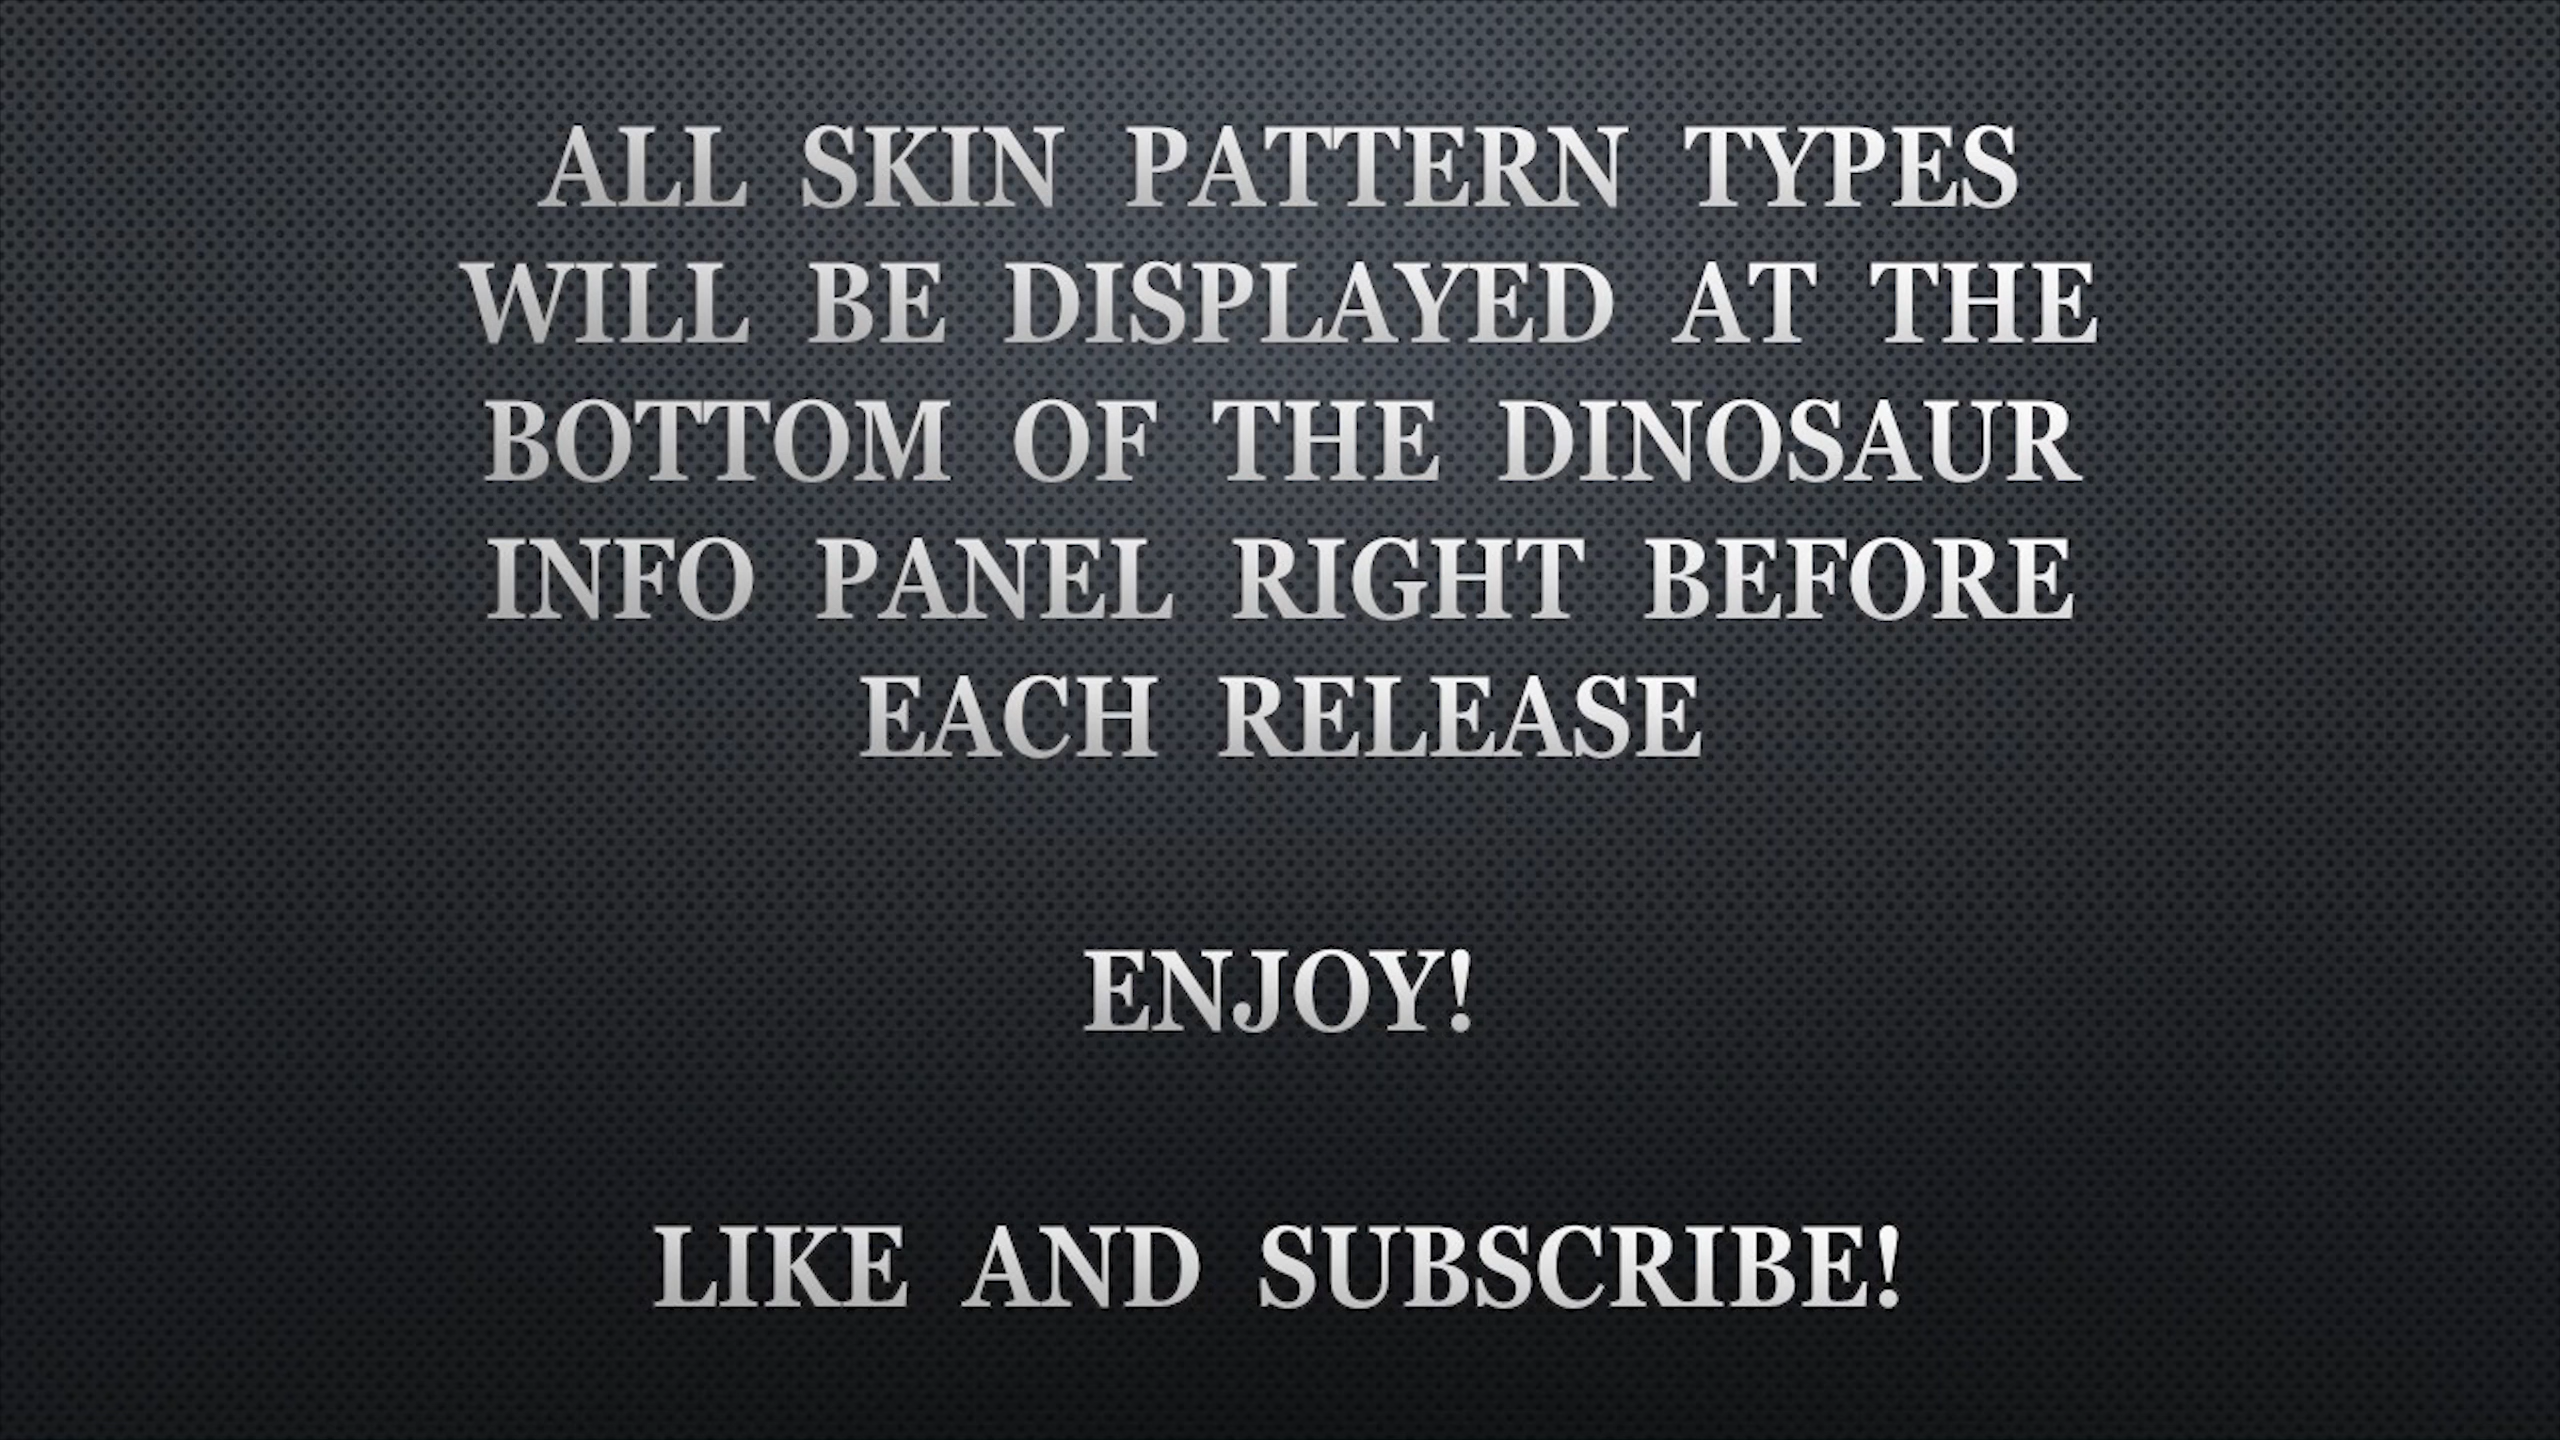 ALL SKIN PATTERN TYPES
WILL BE DISPLAYED AT THE
BOTTOM OF THE DINOSAUR
INFO PANEL RIGHT BEFORE
EACH RELEASE
ENJOY!
LIKE AND SUBSCRIBE!